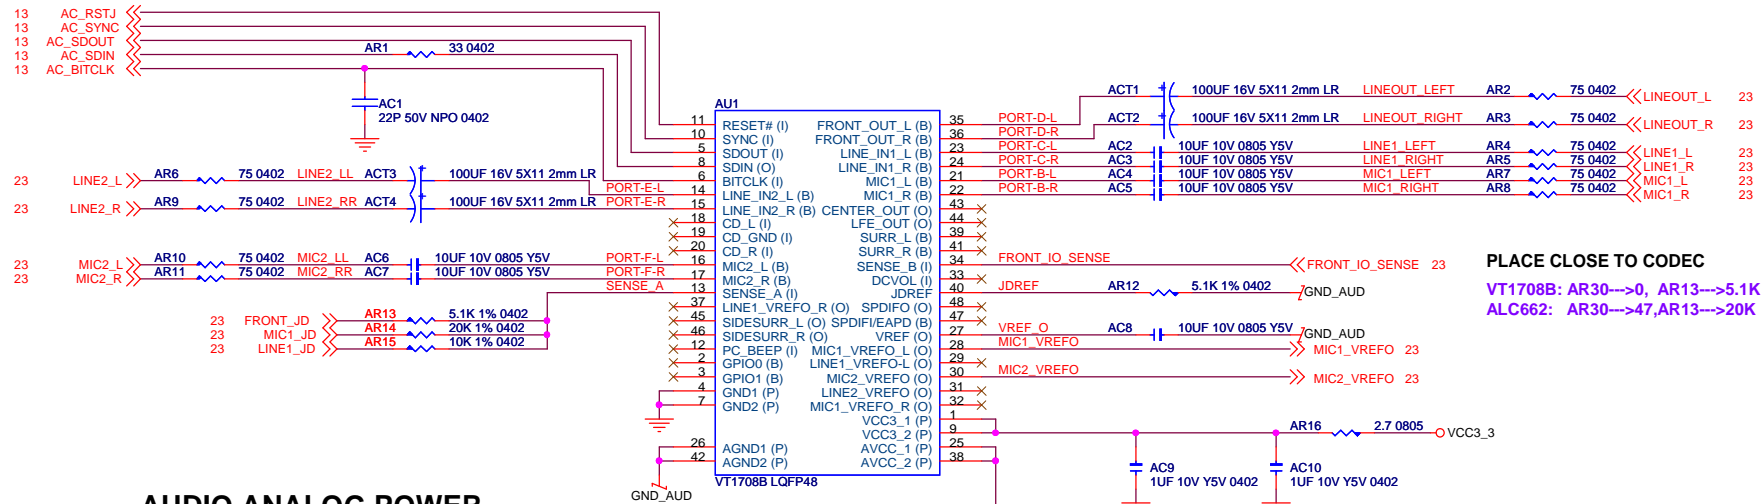 13 AC_RSTJ
13 AC_SYNC
13 AC_SDOUT
13 AC_SDIN AR1 33 0402
13 AC_BITCLK
AC1
22P 50V NPO 0402
23 LINE2_L AR6 75 0402 LINE2_LL ACT3 100UF 16V 5X11 2mm LR PORT-E-L
23 LINE2_R AR9 75 0402 LINE2_RR ACT4 100UF 16V 5X11 2mm LR PORT-E-R
23 MIC2_L AR10 75 0402 MIC2_LL AC6 10UF 10V 0805 Y5V PORT-F-L
23 MIC2_R AR11 75 0402 MIC2_RR AC7 10UF 10V 0805 Y5V PORT-F-R
SENSE_A
23 FRONT_JD AR13 5.1K 1% 0402
23 MIC1_JD AR14 20K 1% 0402
23 LINE1_JD AR15 10K 1% 0402
AU1
11 RESET# (I) FRONT_OUT_L (B) 35
10 SYNC (I) FRONT_OUT_R (B) 36
5 SDOUT (I) LINE_IN1_L (B) 23
8 SDIN (O) LINE_IN1_R (B) 24
6 BITCLK (I) MIC1_L (B) 21
14 LINE_IN2_L (B) MIC1_R (B) 22
15 LINE_IN2_R (B) CENTER_OUT (O) 43
18 CD_L (I) LFE_OUT (O) 44
19 CD_GND (I) SURR_L (B) 39
20 CD_R (I) SURR_R (B) 41
16 MIC2_L (B) SENSE_B (I) 34
17 MIC2_R (B) DCVOL (I) 33
13 SENSE_A (I) JDREF 40
37 LINE1_VREFO_R (O) SPDIFO (O) 48
45 SIDESURR_L (O) SPDIFI/EAPD (B) 47
46 SIDESURR_R (O) VREF (O) 27
12 PC_BEEP (I) MIC1_VREFO_L (O) 28
2 GPIO0 (B) LINE1_VREFO-L (O) 29
3 GPIO1 (B) MIC2_VREFO (O) 30
4 GND1 (P) LINE2_VREFO (O) 31
7 GND2 (P) MIC1_VREFO_R (O) 32
VCC3_1 (P) 1
VCC3_2 (P) 9
26 AGND1 (P) AVCC_1 (P) 25
42 AGND2 (P) AVCC_2 (P) 38
VT1708B LQFP48
GND_AUD
PORT-D-L ACT1 100UF 16V 5X11 2mm LR LINEOUT_LEFT AR2 75 0402 LINEOUT_L 23
PORT-D-R ACT2 100UF 16V 5X11 2mm LR LINEOUT_RIGHT AR3 75 0402 LINEOUT_R 23
PORT-C-L AC2 10UF 10V 0805 Y5V LINE1_LEFT AR4 75 0402 LINE1_L 23
PORT-C-R AC3 10UF 10V 0805 Y5V LINE1_RIGHT AR5 75 0402 LINE1_R 23
PORT-B-L AC4 10UF 10V 0805 Y5V MIC1_LEFT AR7 75 0402 MIC1_L 23
PORT-B-R AC5 10UF 10V 0805 Y5V MIC1_RIGHT AR8 75 0402 MIC1_R 23
FRONT_IO_SENSE FRONT_IO_SENSE 23
JDREF AR12 5.1K 1% 0402 GND_AUD
VREF_O AC8 10UF 10V 0805 Y5V GND_AUD
MIC1_VREFO MIC1_VREFO 23
MIC2_VREFO MIC2_VREFO 23
PLACE CLOSE TO CODEC
VT1708B: AR30--->0, AR13--->5.1K
ALC662: AR30--->47,AR13--->20K
AR16 2.7 0805 VCC3_3
AC9
1UF 10V Y5V 0402
AC10
1UF 10V Y5V 0402
AUDIO ANALOG POWER